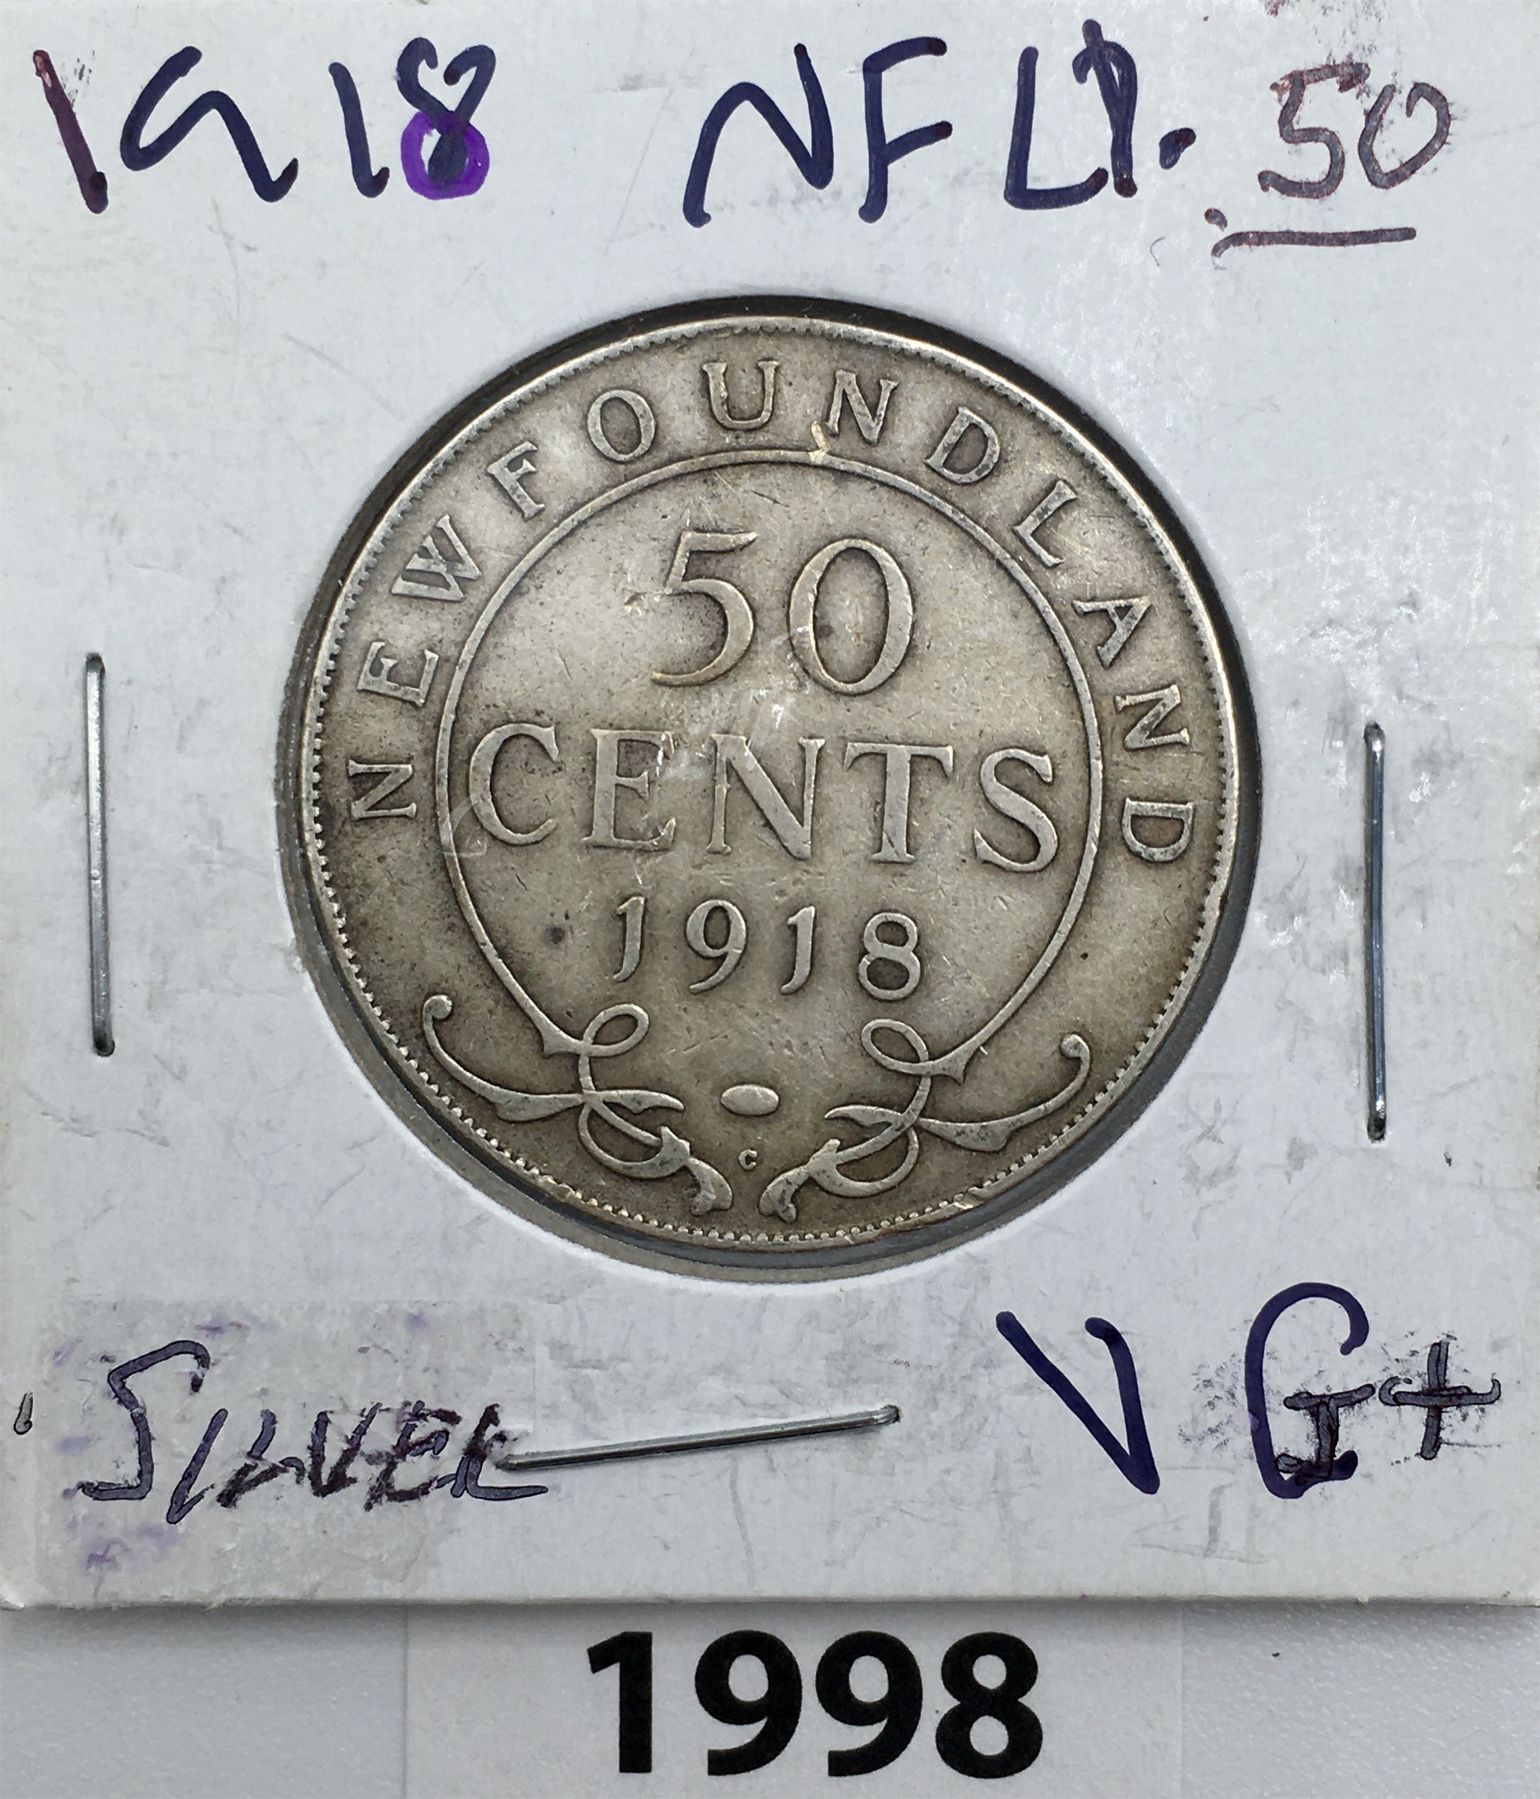 1918 NFLD. .50
NEWFOUNDLAND
50
CENTS
1918
C
SILVER VG+
1998